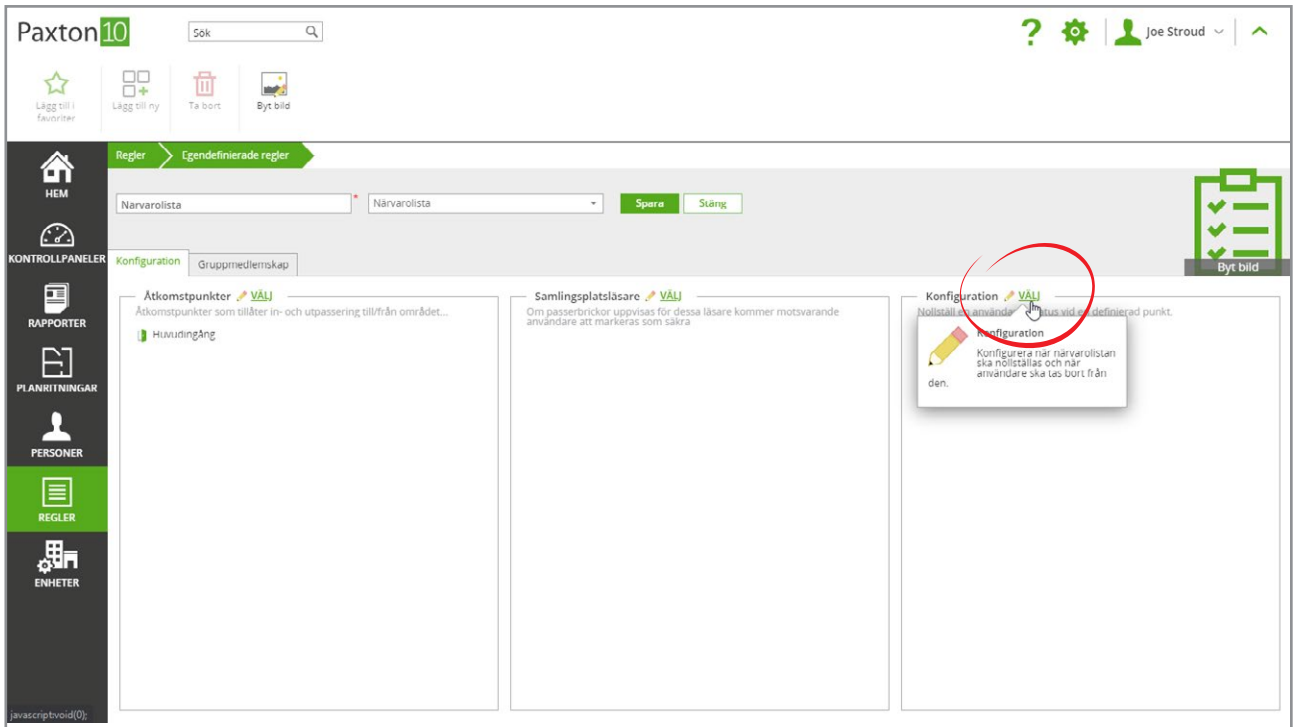 Paxton10
Sök
Joe Stroud
Lägg till i
favoriter
Lägg till ny
Ta bort
Byt bild
Regler
Egendefinierade regler
HEM
Narvarolista
*
Närvarolista
Spara
Stäng
Byt bild
KONTROLLPANELER
Konfiguration
Gruppmedlemskap
Åtkomstpunkter VÄLJ
Åtkomstpunkter som tillåter in- och utpassering till/från området...
Huvudingång
Samlingsplatsläsare VÄLJ
Om passerbrickor uppvisas för dessa läsare kommer motsvarande
användare att markeras som säkra
Konfiguration VÄLJ
Nollställ en använda tus vid en definierad punkt.
Konfiguration
Konfigurera när närvarolistan
ska nollställas och när
användare ska tas bort från
den.
RAPPORTER
PLANRITNINGAR
PERSONER
REGLER
ENHETER
javascript:void(0);